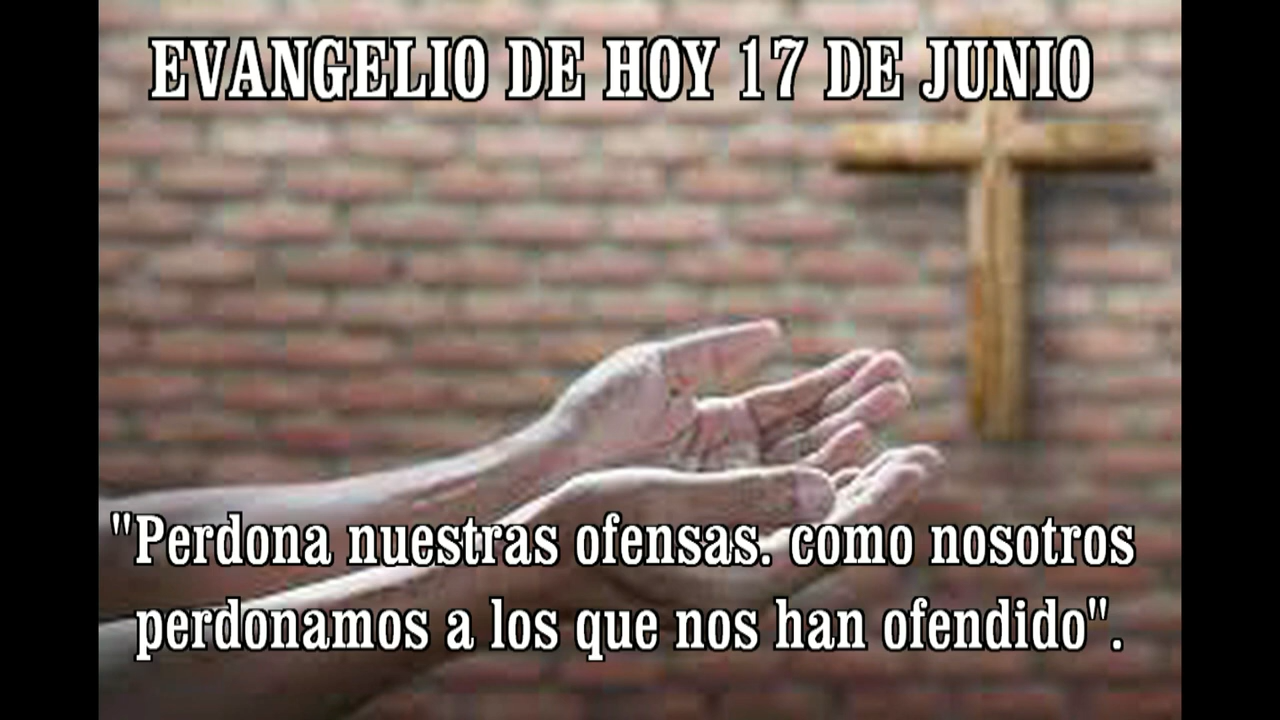 EVANGELIO DE HOY 17 DE JUNIO
"Perdona nuestras ofensas. como nosotros
perdonamos a los que nos han ofendido".